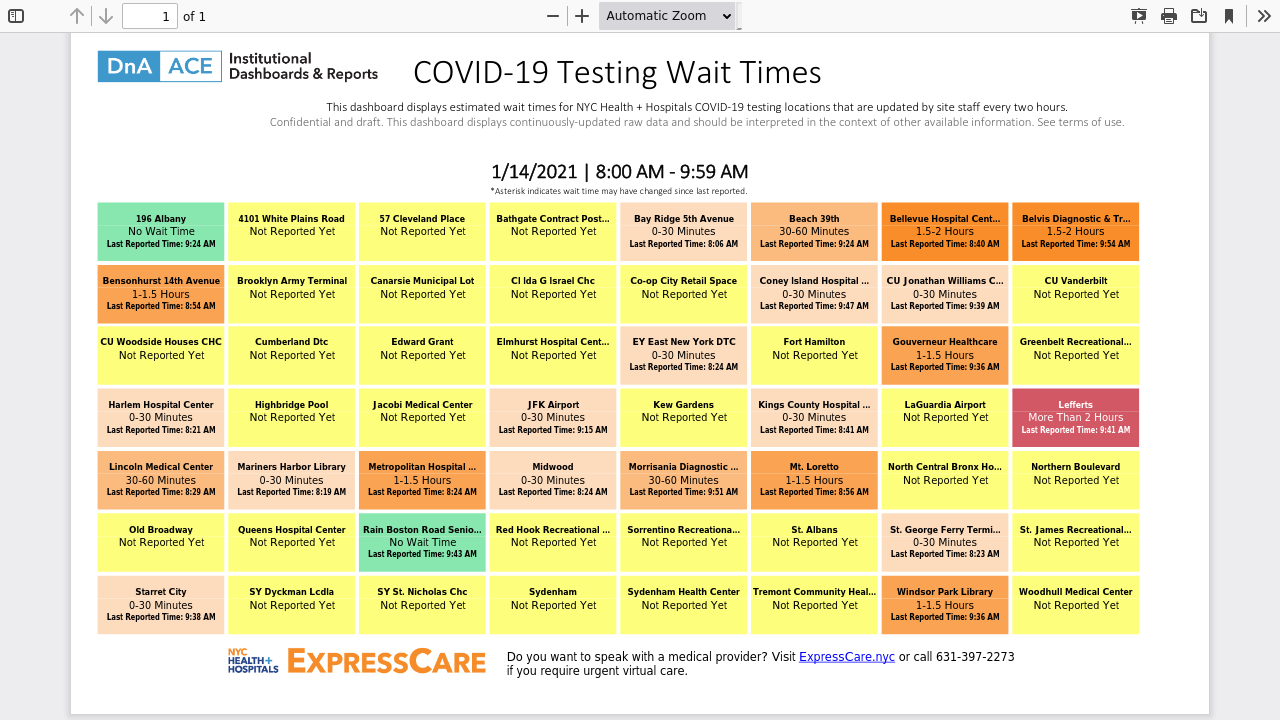 1 of 1 Automatic Zoom
DnA ACE Institutional
Dashboards & Reports
COVID-19 Testing Wait Times
This dashboard displays estimated wait times for NYC Health + Hospitals COVID-19 testing locations that are updated by site staff every two hours.
Confidential and draft. This dashboard displays continuously-updated raw data and should be interpreted in the context of other available information. See terms of use.
1/14/2021 | 8:00 AM - 9:59 AM
*Asterisk indicates wait time may have changed since last reported.
196 Albany
No Wait Time
Last Reported Time: 9:24 AM
4101 White Plains Road
Not Reported Yet
57 Cleveland Place
Not Reported Yet
Bathgate Contract Post...
Not Reported Yet
Bay Ridge 5th Avenue
0-30 Minutes
Last Reported Time: 8:06 AM
Beach 39th
30-60 Minutes
Last Reported Time: 9:24 AM
Bellevue Hospital Cent...
1.5-2 Hours
Last Reported Time: 8:40 AM
Belvis Diagnostic & Tr...
1.5-2 Hours
Last Reported Time: 9:54 AM
Bensonhurst 14th Avenue
1-1.5 Hours
Last Reported Time: 8:54 AM
Brooklyn Army Terminal
Not Reported Yet
Canarsie Municipal Lot
Not Reported Yet
Cl Ida G Israel Chc
Not Reported Yet
Co-op City Retail Space
Not Reported Yet
Coney Island Hospital ...
0-30 Minutes
Last Reported Time: 9:47 AM
CU Jonathan Williams C...
0-30 Minutes
Last Reported Time: 9:39 AM
CU Vanderbilt
Not Reported Yet
CU Woodside Houses CHC
Not Reported Yet
Cumberland Dtc
Not Reported Yet
Edward Grant
Not Reported Yet
Elmhurst Hospital Cent...
Not Reported Yet
EY East New York DTC
0-30 Minutes
Last Reported Time: 8:24 AM
Fort Hamilton
Not Reported Yet
Gouverneur Healthcare
1-1.5 Hours
Last Reported Time: 9:36 AM
Greenbelt Recreational...
Not Reported Yet
Harlem Hospital Center
0-30 Minutes
Last Reported Time: 8:21 AM
Highbridge Pool
Not Reported Yet
Jacobi Medical Center
Not Reported Yet
JFK Airport
0-30 Minutes
Last Reported Time: 9:15 AM
Kew Gardens
Not Reported Yet
Kings County Hospital ...
0-30 Minutes
Last Reported Time: 8:41 AM
LaGuardia Airport
Not Reported Yet
Lefferts
More Than 2 Hours
Last Reported Time: 9:41 AM
Lincoln Medical Center
30-60 Minutes
Last Reported Time: 8:29 AM
Mariners Harbor Library
0-30 Minutes
Last Reported Time: 8:19 AM
Metropolitan Hospital ...
1-1.5 Hours
Last Reported Time: 8:24 AM
Midwood
0-30 Minutes
Last Reported Time: 8:24 AM
Morrisania Diagnostic ...
30-60 Minutes
Last Reported Time: 9:51 AM
Mt. Loretto
1-1.5 Hours
Last Reported Time: 8:56 AM
North Central Bronx Ho...
Not Reported Yet
Northern Boulevard
Not Reported Yet
Old Broadway
Not Reported Yet
Queens Hospital Center
Not Reported Yet
Rain Boston Road Senio...
No Wait Time
Last Reported Time: 9:43 AM
Red Hook Recreational ...
Not Reported Yet
Sorrentino Recreationa...
Not Reported Yet
St. Albans
Not Reported Yet
St. George Ferry Termi...
0-30 Minutes
Last Reported Time: 8:23 AM
St. James Recreational...
Not Reported Yet
Starret City
0-30 Minutes
Last Reported Time: 9:38 AM
SY Dyckman Lcdla
Not Reported Yet
SY St. Nicholas Chc
Not Reported Yet
Sydenham
Not Reported Yet
Sydenham Health Center
Not Reported Yet
Tremont Community Heal...
Not Reported Yet
Windsor Park Library
1-1.5 Hours
Last Reported Time: 9:36 AM
Woodhull Medical Center
Not Reported Yet
NYC
HEALTH+
HOSPITALS
EXPRESSCARE
Do you want to speak with a medical provider? Visit ExpressCare.nyc or call 631-397-2273
if you require urgent virtual care.